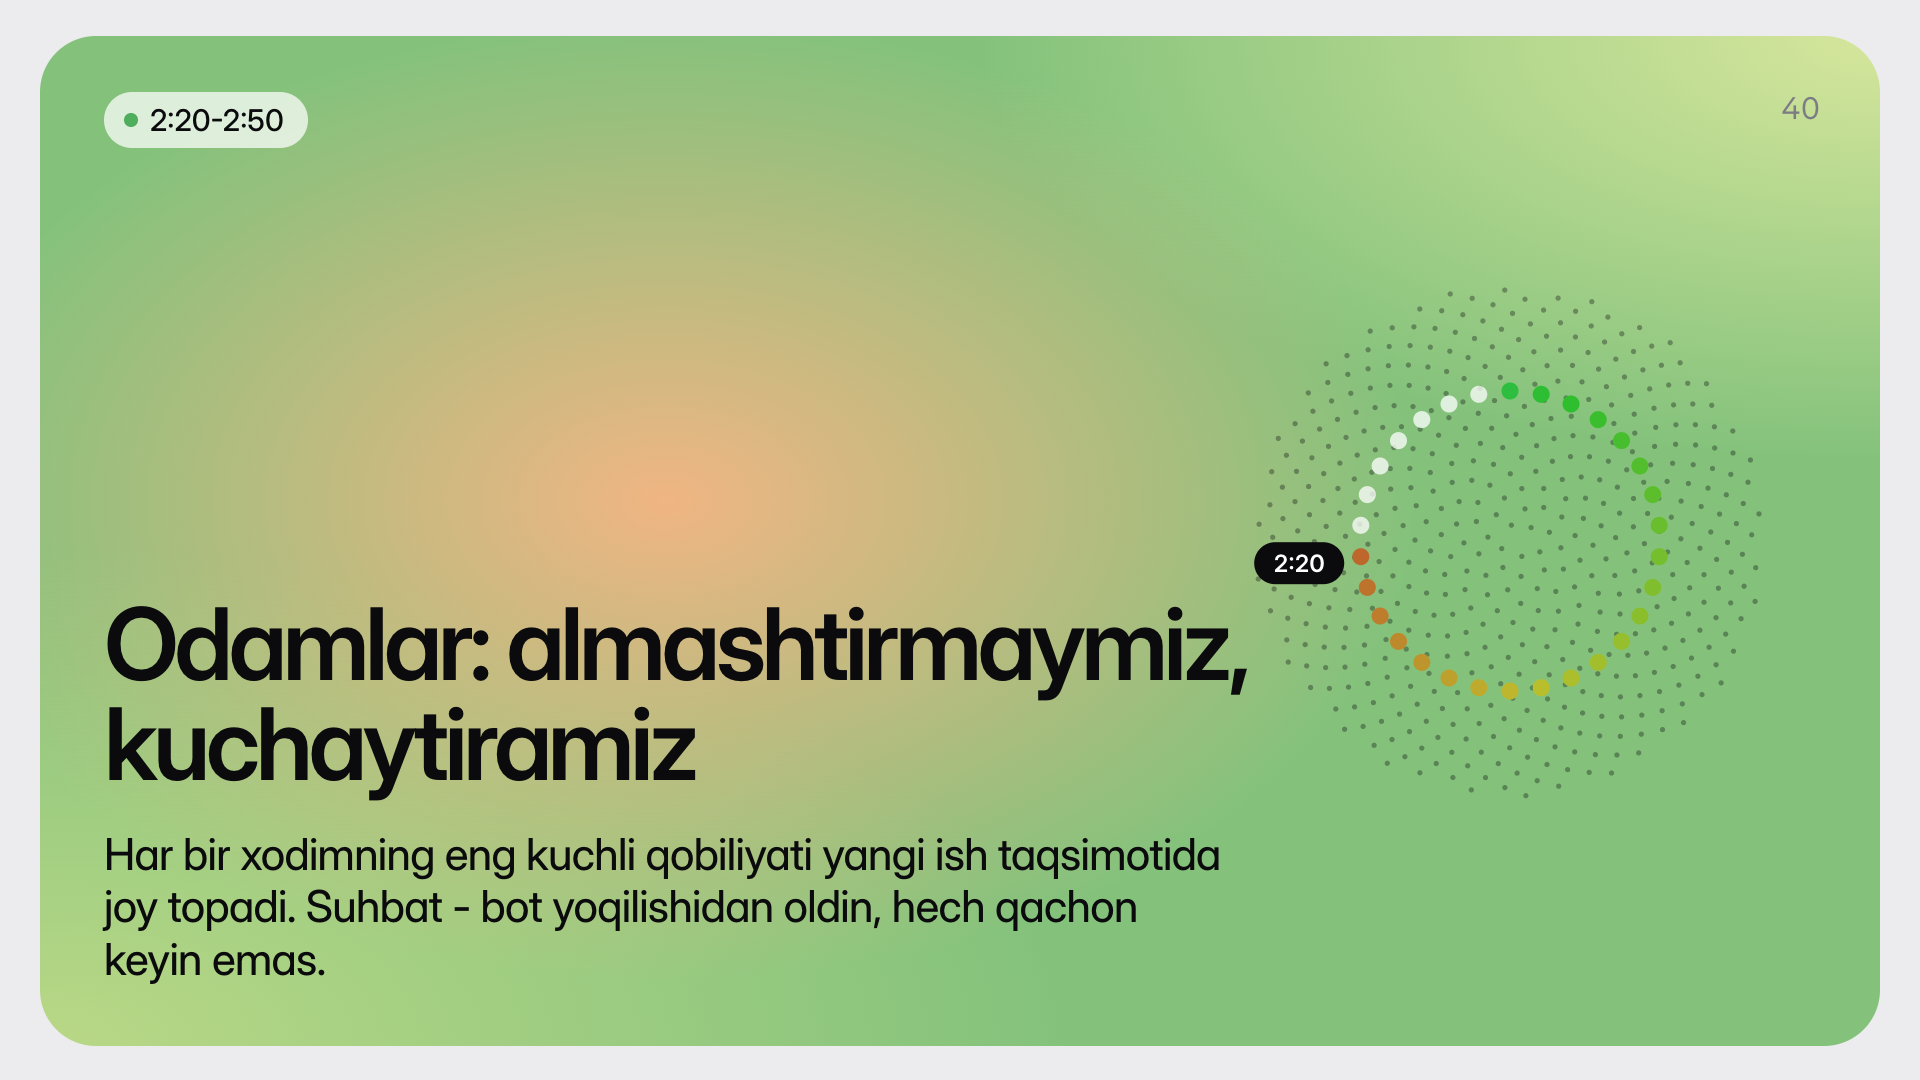 2:20-2:50
40
2:20
Odamlar: almashtirmaymiz,
kuchaytiramiz
Har bir xodimning eng kuchli qobiliyati yangi ish taqsimotida
joy topadi. Suhbat - bot yoqilishidan oldin, hech qachon
keyin emas.